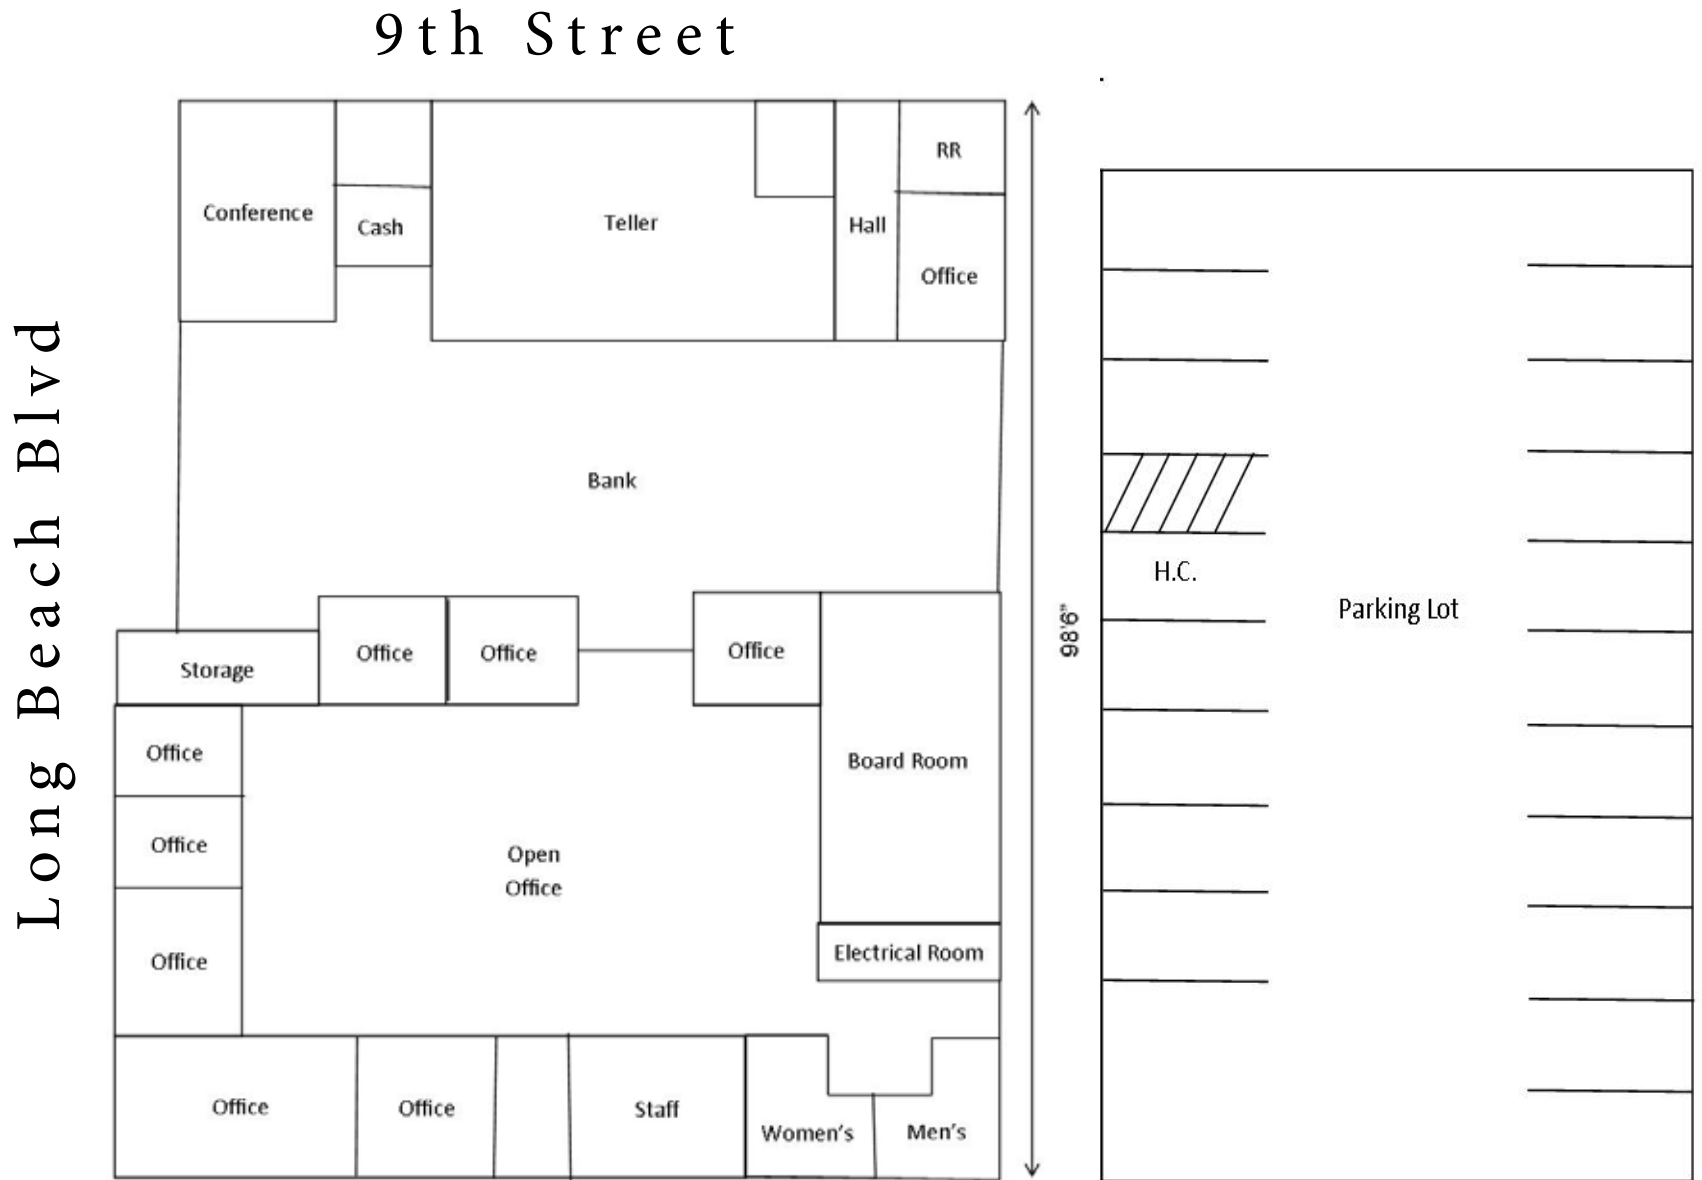 9th Street
Long Beach Blvd
Conference
Cash
Teller
Hall
RR
Office
Bank
98'6"
H.C.
Parking Lot
Storage
Office
Office
Office
Board Room
Office
Office
Office
Open
Office
Electrical Room
Office
Office
Staff
Women's
Men's